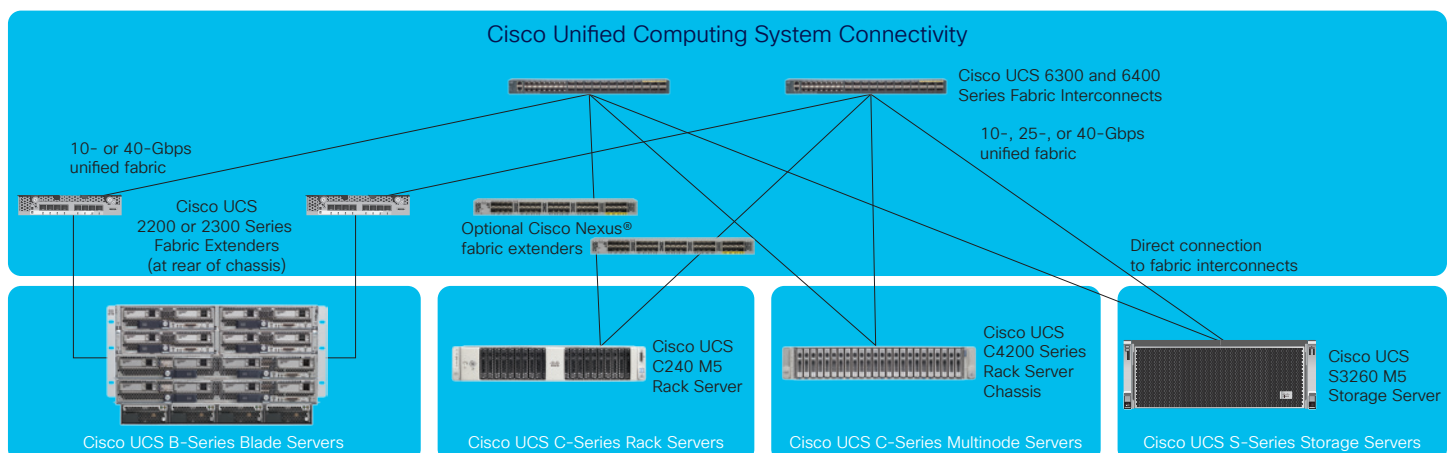 Cisco Unified Computing System Connectivity
Cisco UCS 6300 and 6400
Series Fabric Interconnects
10- or 40-Gbps
unified fabric
10-, 25-, or 40-Gbps
unified fabric
Cisco UCS
2200 or 2300 Series
Fabric Extenders
(at rear of chassis)
Optional Cisco Nexus®
fabric extenders
Direct connection
to fabric interconnects
Cisco UCS
C240 M5
Rack Server
Cisco UCS
C4200 Series
Rack Server
Chassis
Cisco UCS
S3260 M5
Storage Server
Cisco UCS B-Series Blade Servers
Cisco UCS C-Series Rack Servers
Cisco UCS C-Series Multinode Servers
Cisco UCS S-Series Storage Servers